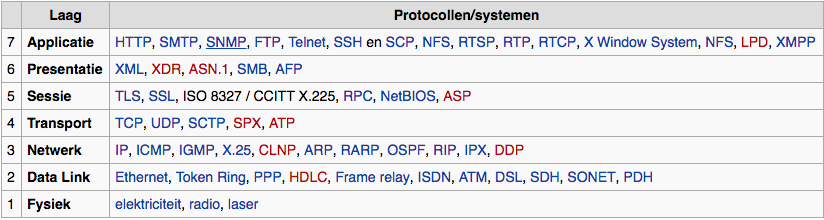 Laag Protocollen/systemen
7 Applicatie HTTP, SMTP, SNMP, FTP, Telnet, SSH en SCP, NFS, RTSP, RTP, RTCP, X Window System, NFS, LPD, XMPP
6 Presentatie XML, XDR, ASN.1, SMB, AFP
5 Sessie TLS, SSL, ISO 8327 / CCITT X.225, RPC, NetBIOS, ASP
4 Transport TCP, UDP, SCTP, SPX, ATP
3 Netwerk IP, ICMP, IGMP, X.25, CLNP, ARP, RARP, OSPF, RIP, IPX, DDP
2 Data Link Ethernet, Token Ring, PPP, HDLC, Frame relay, ISDN, ATM, DSL, SDH, SONET, PDH
1 Fysiek elektriciteit, radio, laser